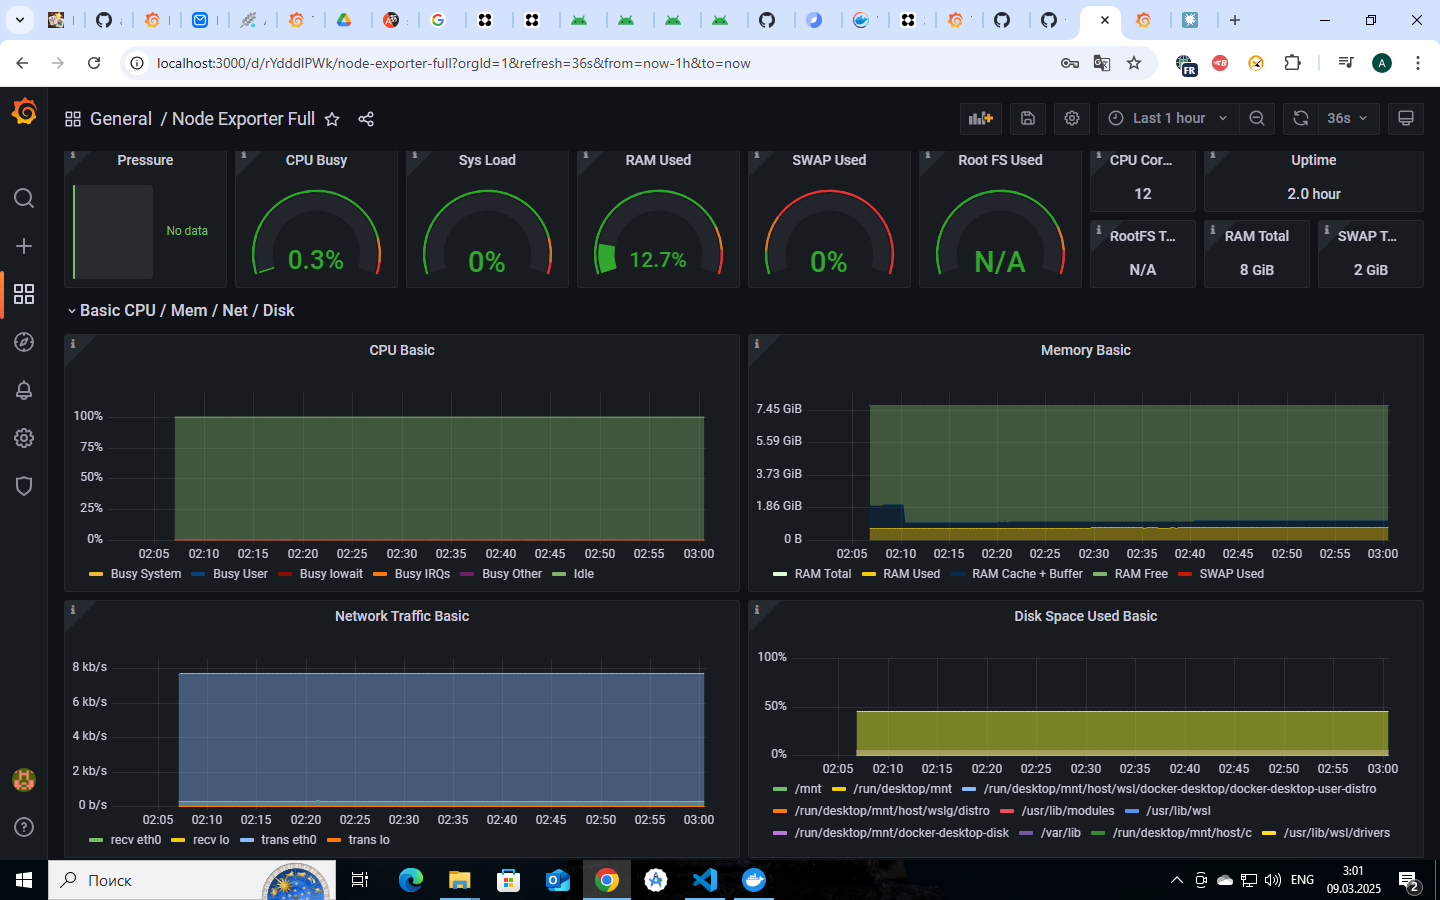 localhost:3000/d/rYdddlPWk/node-exporter-full?orgId=1&refresh=36s&from=now-1h&to=now
FR
A
General / Node Exporter Full
Last 1 hour
36s
Pressure
No data
CPU Busy
0.3%
Sys Load
0%
RAM Used
12.7%
SWAP Used
0%
Root FS Used
N/A
CPU Cor...
12
Uptime
2.0 hour
RootFS T...
N/A
RAM Total
8 GiB
SWAP T...
2 GiB
Basic CPU / Mem / Net / Disk
CPU Basic
100%
75%
50%
25%
0%
02:05 02:10 02:15 02:20 02:25 02:30 02:35 02:40 02:45 02:50 02:55 03:00
Busy System Busy User Busy Iowait Busy IRQs Busy Other Idle
Memory Basic
7.45 GiB
5.59 GiB
3.73 GiB
1.86 GiB
0 B
02:05 02:10 02:15 02:20 02:25 02:30 02:35 02:40 02:45 02:50 02:55 03:00
RAM Total RAM Used RAM Cache + Buffer RAM Free SWAP Used
Network Traffic Basic
8 kb/s
6 kb/s
4 kb/s
2 kb/s
0 b/s
02:05 02:10 02:15 02:20 02:25 02:30 02:35 02:40 02:45 02:50 02:55 03:00
recv eth0 recv lo trans eth0 trans lo
Disk Space Used Basic
100%
50%
0%
02:05 02:10 02:15 02:20 02:25 02:30 02:35 02:40 02:45 02:50 02:55 03:00
/mnt /run/desktop/mnt /run/desktop/mnt/host/wsl/docker-desktop/docker-desktop-user-distro
/run/desktop/mnt/host/wslg/distro /usr/lib/modules /usr/lib/wsl
/run/desktop/mnt/docker-desktop-disk /var/lib /run/desktop/mnt/host/c /usr/lib/wsl/drivers
Поиск
ENG
3:01
09.03.2025
2